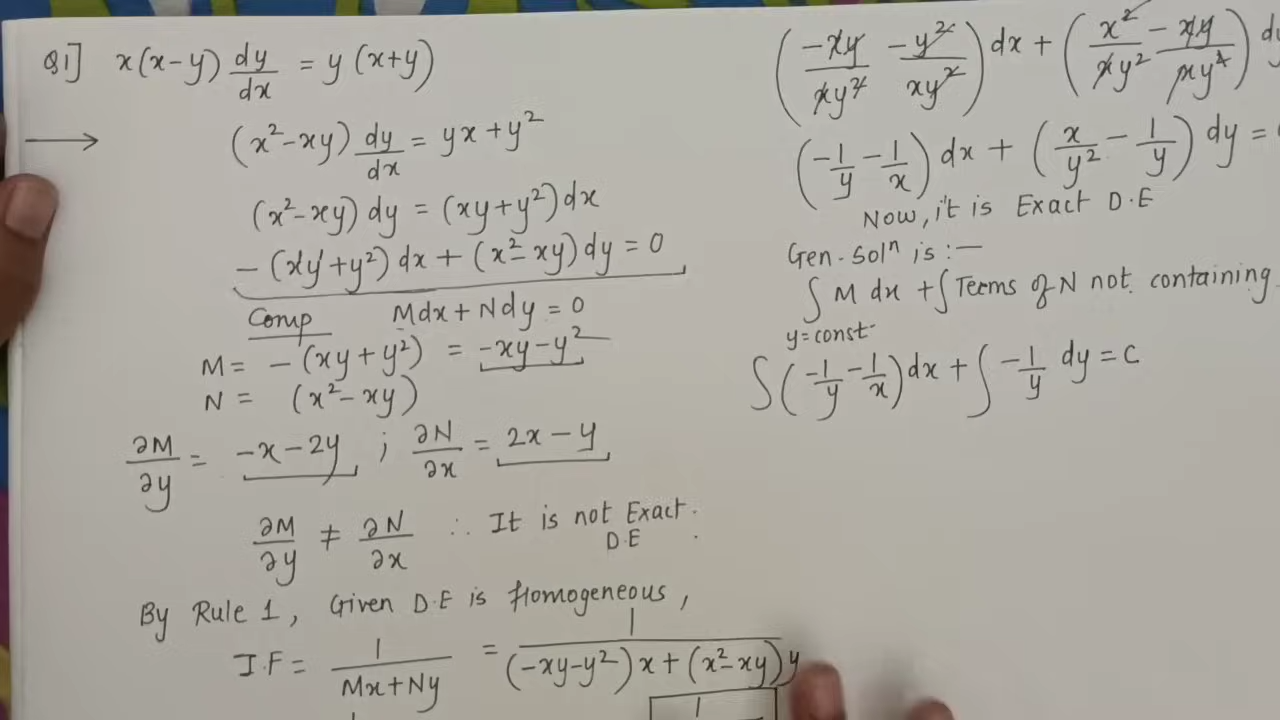 Q1] x(x-y) dy/dx = y (x+y)
(x²-xy) dy/dx = yx+y²
(x²-xy) dy = (xy+y²) dx
- (xy+y²) dx + (x²-xy) dy = 0
Comp Mdx + Ndy = 0
M = - (xy+y²) = -xy-y²
N = (x²-xy)
∂M/∂y = -x-2y ; ∂N/∂x = 2x-y
∂M/∂y ≠ ∂N/∂x ∴ It is not Exact.
D.E
By Rule 1, Given D.E is Homogeneous,
I.F = 1/(Mx+Ny) = 1/((-xy-y²)x+(x²-xy)y)
1
(-xy/xy² -y²/xy²) dx + (x²/xy² - xy/xy²) dy
(-1/y - 1/x) dx + (x/y² - 1/y) dy =
Now, it is Exact D.E
Gen. Solⁿ is :—
∫ M dx + ∫ Terms of N not containing
y=const
∫ (-1/y - 1/x) dx + ∫ -1/y dy = c